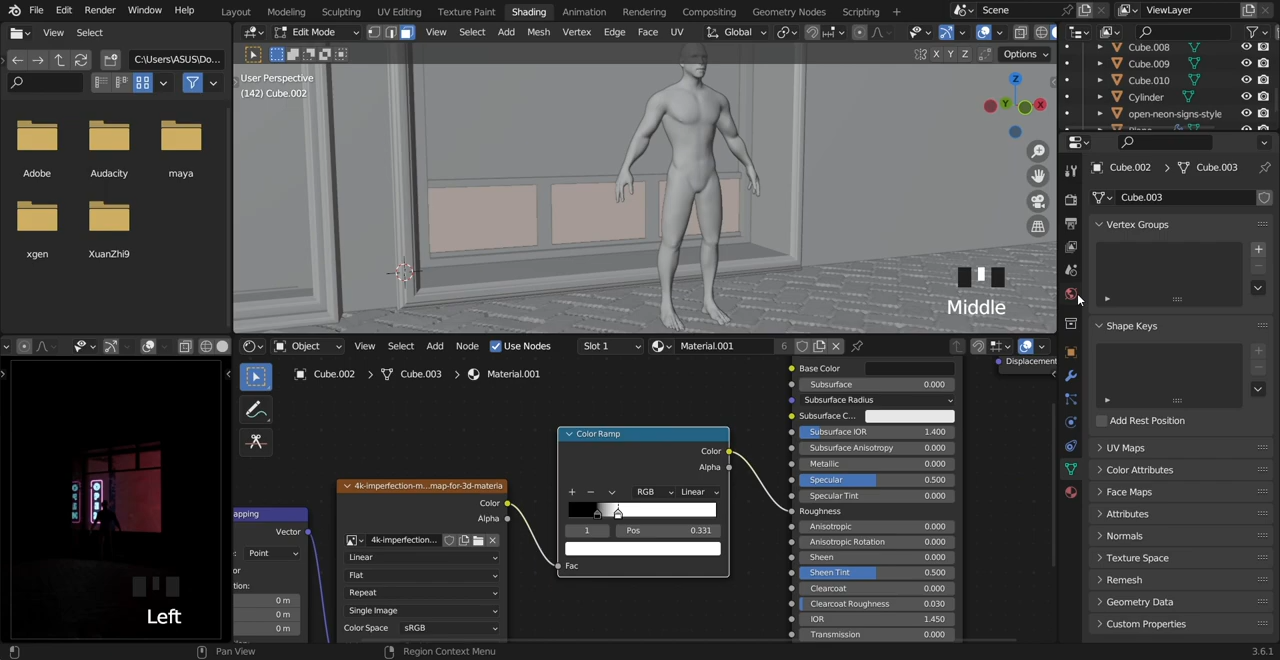 File Edit Render Window Help Layout Modeling Sculpting UV Editing Texture Paint Shading Animation Rendering Compositing Geometry Nodes Scripting + Scene ViewLayer
View Select
C:\Users\ASUS\Do...
Adobe Audacity maya
xgen XuanZhi9
Edit Mode View Select Add Mesh Vertex Edge Face UV Global
X Y Z Options
User Perspective
(142) Cube.002
Z
Y X
Middle
Cube.008
Cube.009
Cube.010
Cylinder
open-neon-signs-style
Cube.002 > Cube.003
Cube.003
Vertex Groups
Shape Keys
Add Rest Position
UV Maps
Color Attributes
Face Maps
Attributes
Normals
Texture Space
Remesh
Geometry Data
Custom Properties
OPEN OPEN
Left
Object View Select Add Node Use Nodes Slot 1 Material.001 6
Cube.002 > Cube.003 > Material.001
apping
Vector
Point
0 m
0 m
0 m
4k-imperfection-m...map-for-3d-materia
Color
Alpha
4k-imperfection...
Linear
Flat
Repeat
Single Image
Color Space sRGB
Color Ramp
Color
Alpha
+ − RGB Linear
1 Pos 0.331
Fac
Displacement
Base Color
Subsurface 0.000
Subsurface Radius
Subsurface C...
Subsurface IOR 1.400
Subsurface Anisotropy 0.000
Metallic 0.000
Specular 0.500
Specular Tint 0.000
Roughness
Anisotropic 0.000
Anisotropic Rotation 0.000
Sheen 0.000
Sheen Tint 0.500
Clearcoat 0.000
Clearcoat Roughness 0.030
IOR 1.450
Transmission 0.000
Pan View Region Context Menu 3.6.1